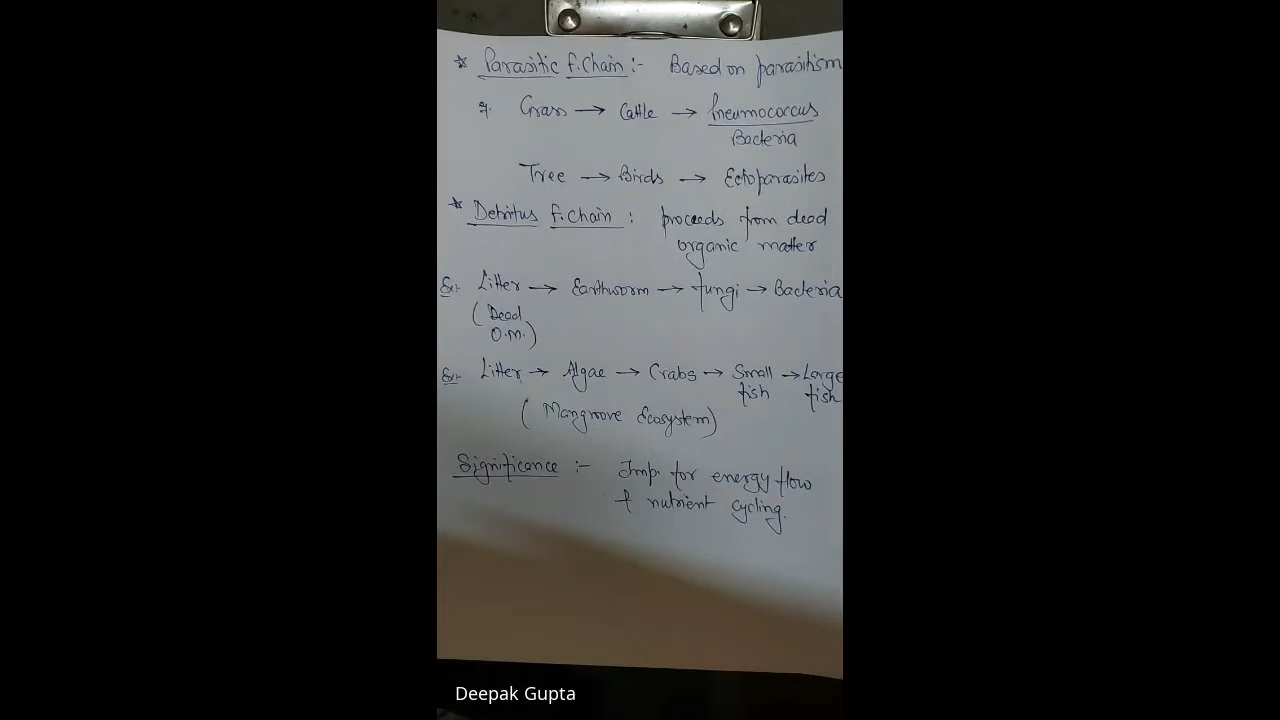 * Parasitic f. Chain :- Based on parasitism
Grass → Cattle → Pneumococcus
Bacteria
Tree → Birds → Ectoparasites
* Detritus f. Chain : proceeds from dead
organic matter
Ex:- Litter → Earthworm → fungi → Bacteria
(Dead
O.M.)
Ex:- Litter → Algae → Crabs → Small → Large
fish fish
(Mangrove Ecosystem)
Significance :- Imp. for energy flow
+ nutrient cycling.
Deepak Gupta